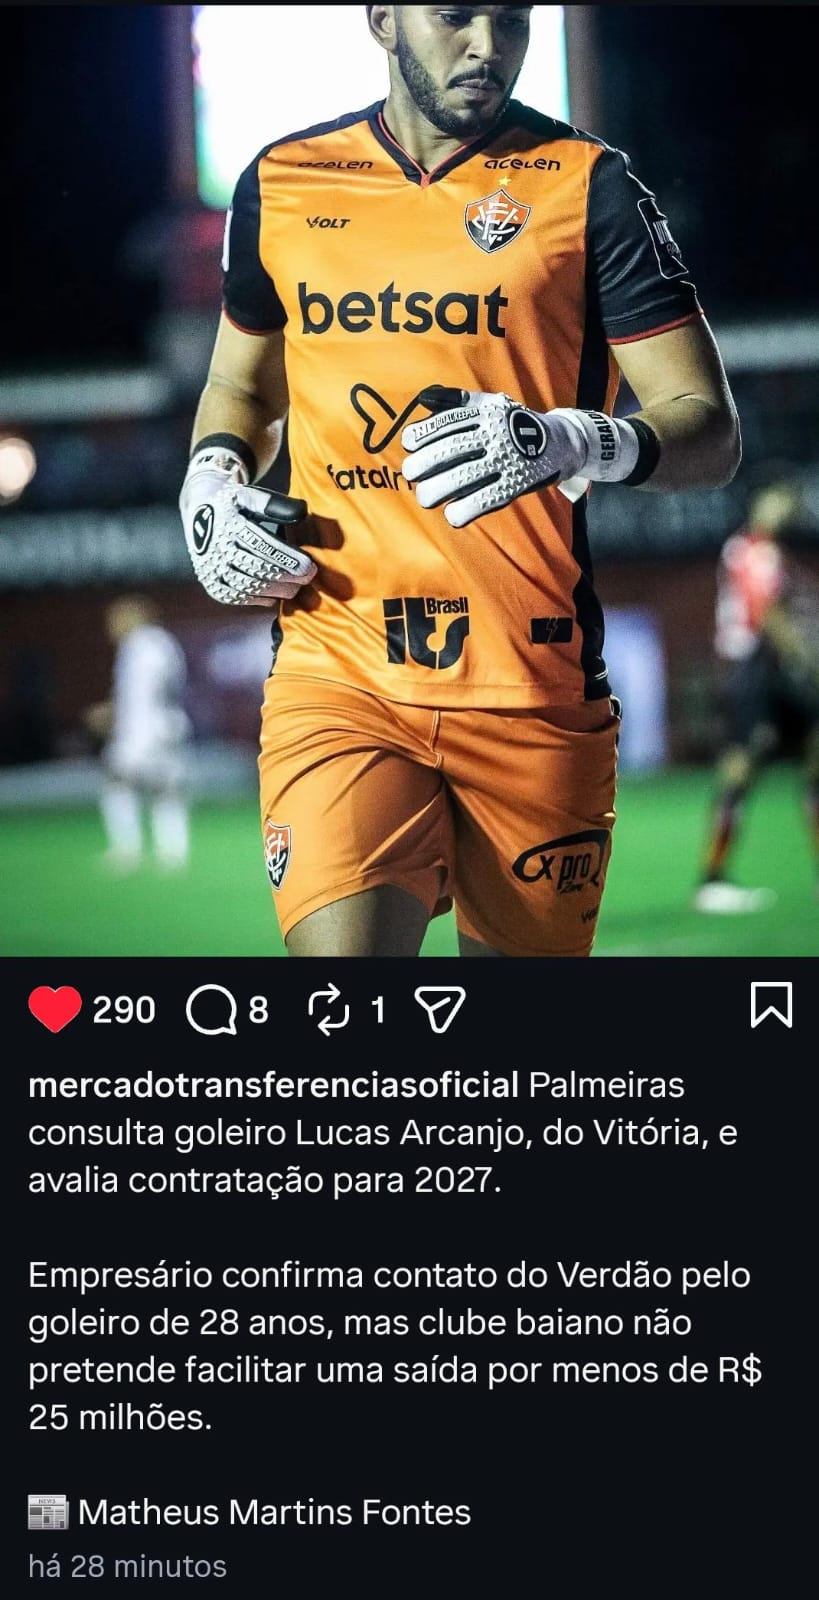 acelen
acelen
VOLT
betsat
fatal
Brasil
its
xpro
Zone
290 8 1
mercadotransferenciasoficial Palmeiras
consulta goleiro Lucas Arcanjo, do Vitória, e
avalia contratação para 2027.
Empresário confirma contato do Verdão pelo
goleiro de 28 anos, mas clube baiano não
pretende facilitar uma saída por menos de R$
25 milhões.
NEWS Matheus Martins Fontes
há 28 minutos